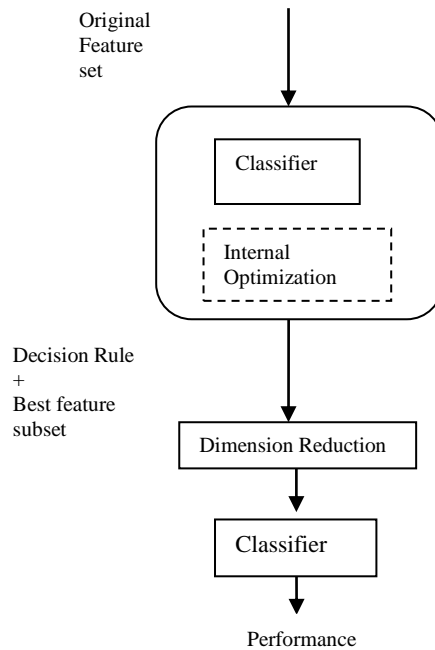 Original
Feature
set
Classifier
Internal
Optimization
Decision Rule
+
Best feature
subset
Dimension Reduction
Classifier
Performance